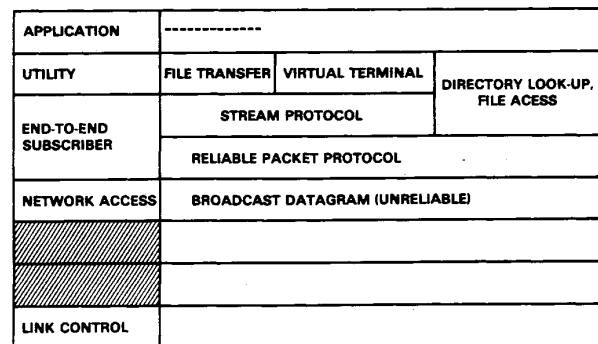 APPLICATION
------------
UTILITY
FILE TRANSFER
VIRTUAL TERMINAL
DIRECTORY LOOK-UP,
FILE ACESS
END-TO-END
SUBSCRIBER
STREAM PROTOCOL
RELIABLE PACKET PROTOCOL
NETWORK ACCESS
BROADCAST DATAGRAM (UNRELIABLE)
LINK CONTROL